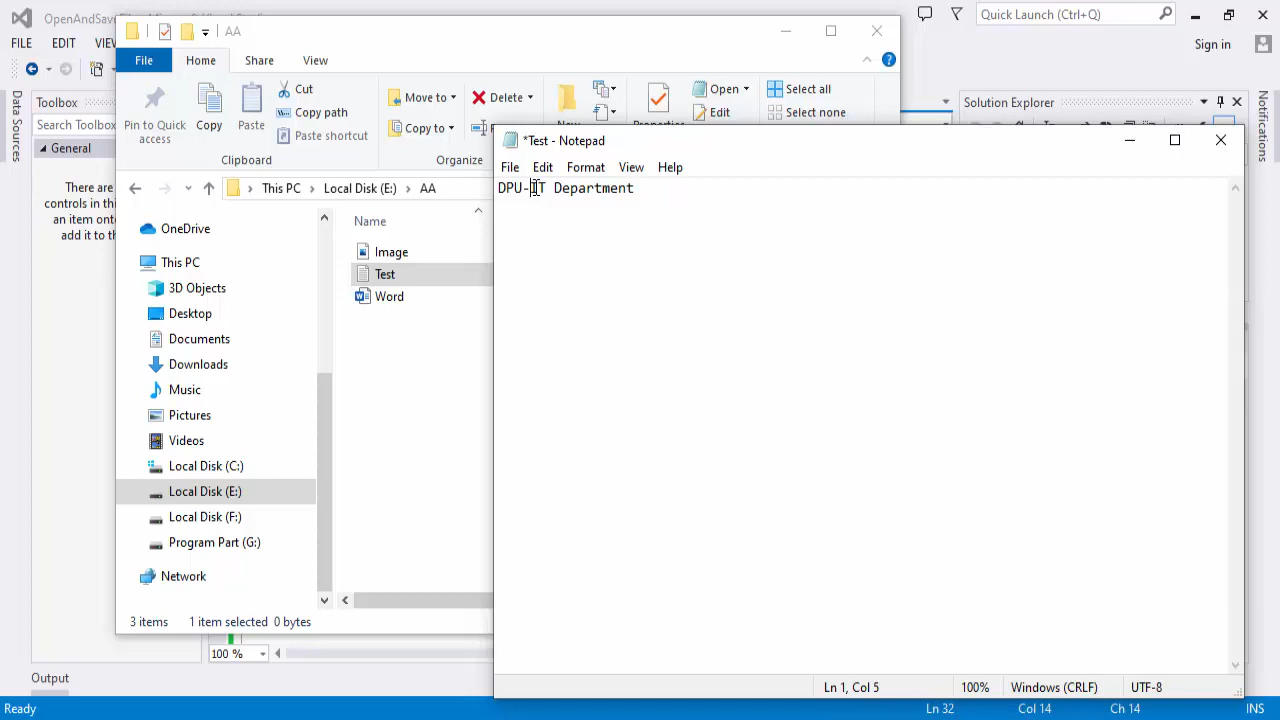 OpenAndSa
Quick Launch (Ctrl+Q)
FILE EDIT VIE
Sign in
AA
File Home Share View
Pin to Quick access
Copy
Paste
Cut
Copy path
Paste shortcut
Clipboard
Move to
Copy to
Delete
Organize
New
Properties
Open
Edit
Select all
Select none
Data Sources
Toolbox
Search Toolbox
General
There are
controls in thi
an item onto
add it to th
Solution Explorer
Notifications
This PC Local Disk (E:) AA
Name
OneDrive
This PC
3D Objects
Desktop
Documents
Downloads
Music
Pictures
Videos
Local Disk (C:)
Local Disk (E:)
Local Disk (F:)
Program Part (G:)
Network
Image
Test
Word
3 items 1 item selected 0 bytes
*Test - Notepad
File Edit Format View Help
DPU-IT Department
Ln 1, Col 5 100% Windows (CRLF) UTF-8
100 %
Output
Ready Ln 32 Col 14 Ch 14 INS